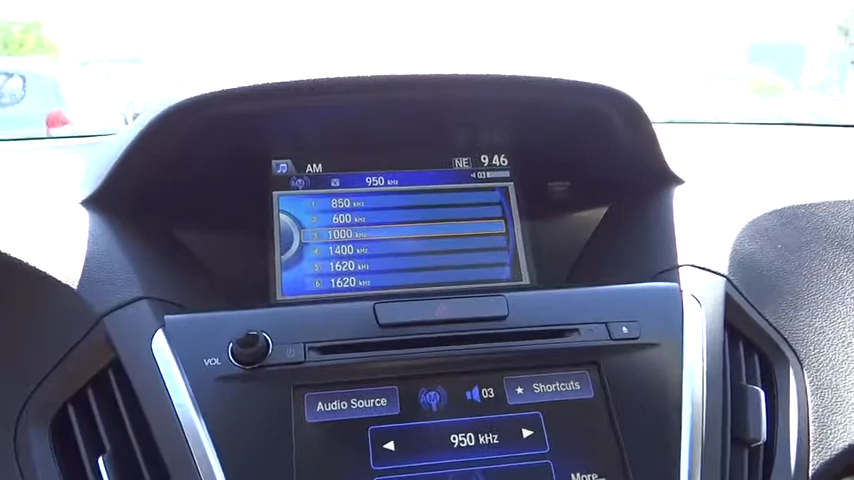 AM NE 9:46
950 kHz 03
1 850 kHz
2 600 kHz
3 1000 kHz
4 1400 kHz
5 1620 kHz
6 1620 kHz
VOL
Audio Source AM 03 Shortcuts
950 kHz
More...